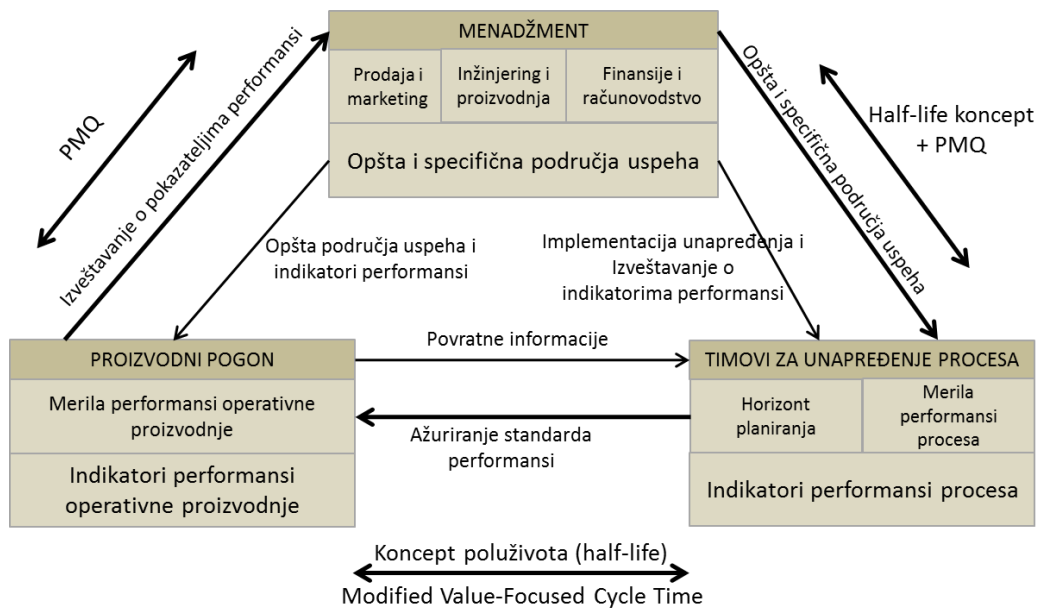 MENADŽMENT
Prodaja i
marketing
Inžinjering i
proizvodnja
Finansije i
računovodstvo
Opšta i specifična područja uspeha
PMQ
Izveštavanje o pokazateljima performansi
Opšta i specifična područja uspeha
Half-life koncept
+ PMQ
Opšta područja uspeha i
indikatori performansi
Implementacija unapređenja i
Izveštavanje o
indikatorima performansi
PROIZVODNI POGON
Merila performansi operativne
proizvodnje
Indikatori performansi
operativne proizvodnje
Povratne informacije
Ažuriranje standarda
performansi
TIMOVI ZA UNAPREĐENJE PROCESA
Horizont
planiranja
Merila
performansi
procesa
Indikatori performansi procesa
Koncept poluživota (half-life)
Modified Value-Focused Cycle Time